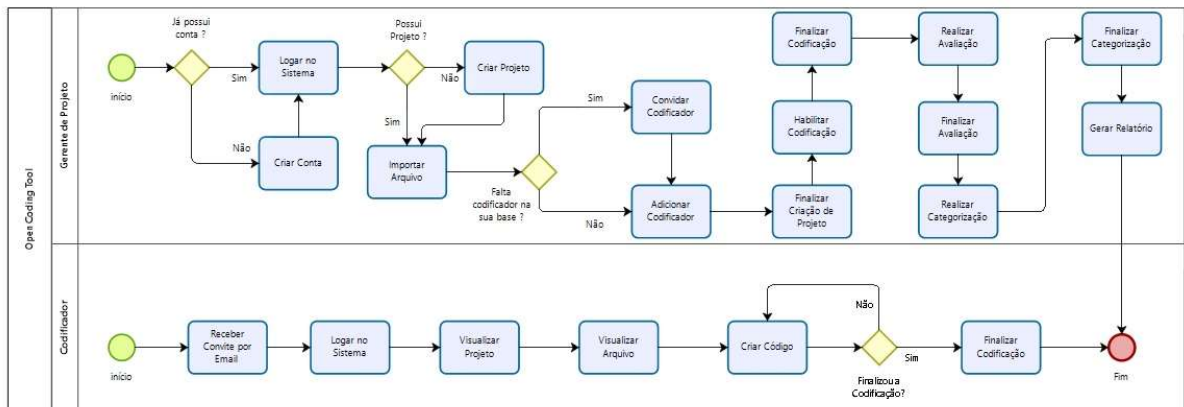 Open Coding Tool
Gerente de Projeto
Já possui
conta ?
início
Sim
Não
Logar no
Sistema
Criar Conta
Possui
Projeto ?
Não
Sim
Criar Projeto
Importar
Arquivo
Falta
codificador na
sua base ?
Sim
Não
Convidar
Codificador
Adicionar
Codificador
Finalizar
Codificação
Habilitar
Codificação
Finalizar
Criação de
Projeto
Realizar
Avaliação
Finalizar
Avaliação
Realizar
Categorização
Finalizar
Categorização
Gerar Relatório
Codificador
início
Receber
Convite por
Email
Logar no
Sistema
Visualizar
Projeto
Visualizar
Arquivo
Criar Código
Não
Sim
Finalizou a
Codificação?
Finalizar
Codificação
Fim